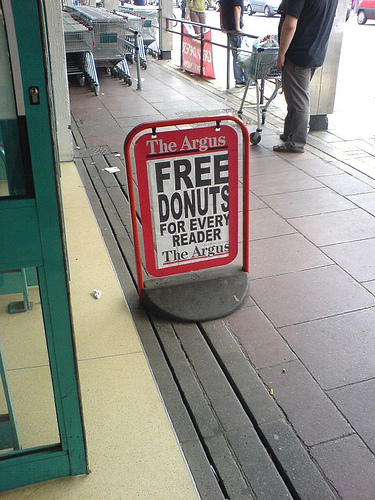 The Argus
FREE
DONUTS
FOR EVERY
READER
The Argus